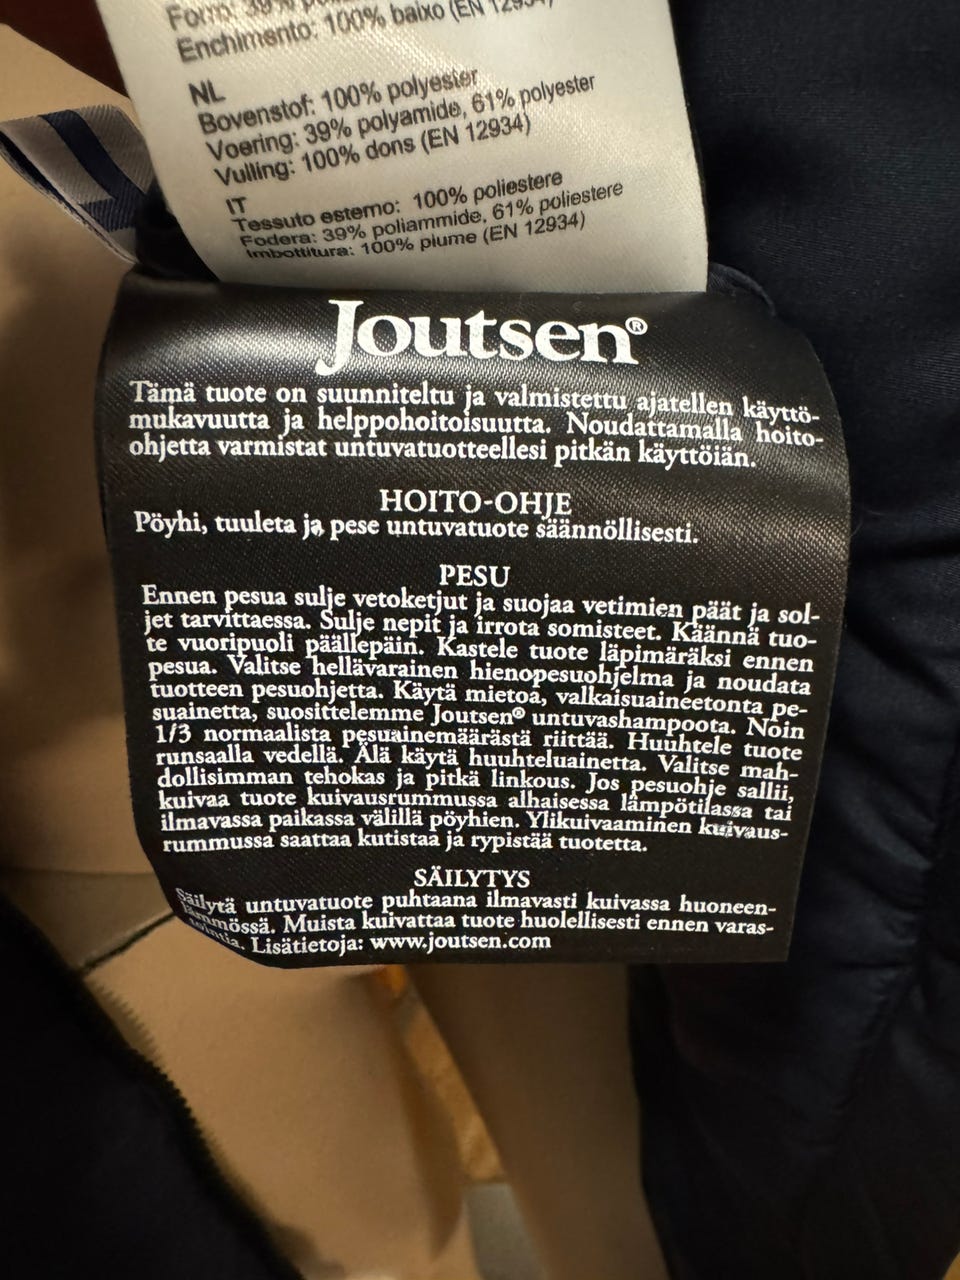 Forro: 39%
Enchimento: 100% baixo (EN 12934)
NL
Bovenstof: 100% polyester
Voering: 39% polyamide, 61% polyester
Vulling: 100% dons (EN 12934)
IT
Tessuto esterno: 100% poliestere
Fodera: 39% poliammide, 61% poliestere
Imbottitura: 100% piume (EN 12934)
Joutsen®
Tämä tuote on suunniteltu ja valmistettu ajatellen käyttö-
mukavuutta ja helppohoitoisuutta. Noudattamalla hoito-
ohjetta varmistat untuvatuotteellesi pitkän käyttöiän.
HOITO-OHJE
Pöyhi, tuuleta ja pese untuvatuote säännöllisesti.
PESU
Ennen pesua sulje vetoketjut ja suojaa vetimien päät ja sol-
jet tarvittaessa. Sulje nepit ja irrota somisteet. Käännä tuo-
te vuoripuoli päällepäin. Kastele tuote läpimäräksi ennen
pesua. Valitse hellävarainen hienopesuohjelma ja noudata
tuotteen pesuohjetta. Käytä mietoa, valkaisuaineetonta pe-
suainetta, suosittelemme Joutsen® untuvashampoota. Noin
1/3 normaalista pesuainemäärästä riittää. Huuhtele tuote
runsaalla vedellä. Älä käytä huuhteluainetta. Valitse mah-
dollisimman tehokas ja pitkä linkous. Jos pesuohje sallii,
kuivaa tuote kuivausrummussa alhaisessa lämpötilassa tai
ilmavassa paikassa välillä pöyhien. Ylikuivaaminen kuivaus-
rummussa saattaa kutistaa ja rypistää tuotetta.
SÄILYTYS
Säilytä untuvatuote puhtaana ilmavasti kuivassa huoneen-
lämmössä. Muista kuivattaa tuote huolellisesti ennen varas-
tointia. Lisätietoja: www.joutsen.com